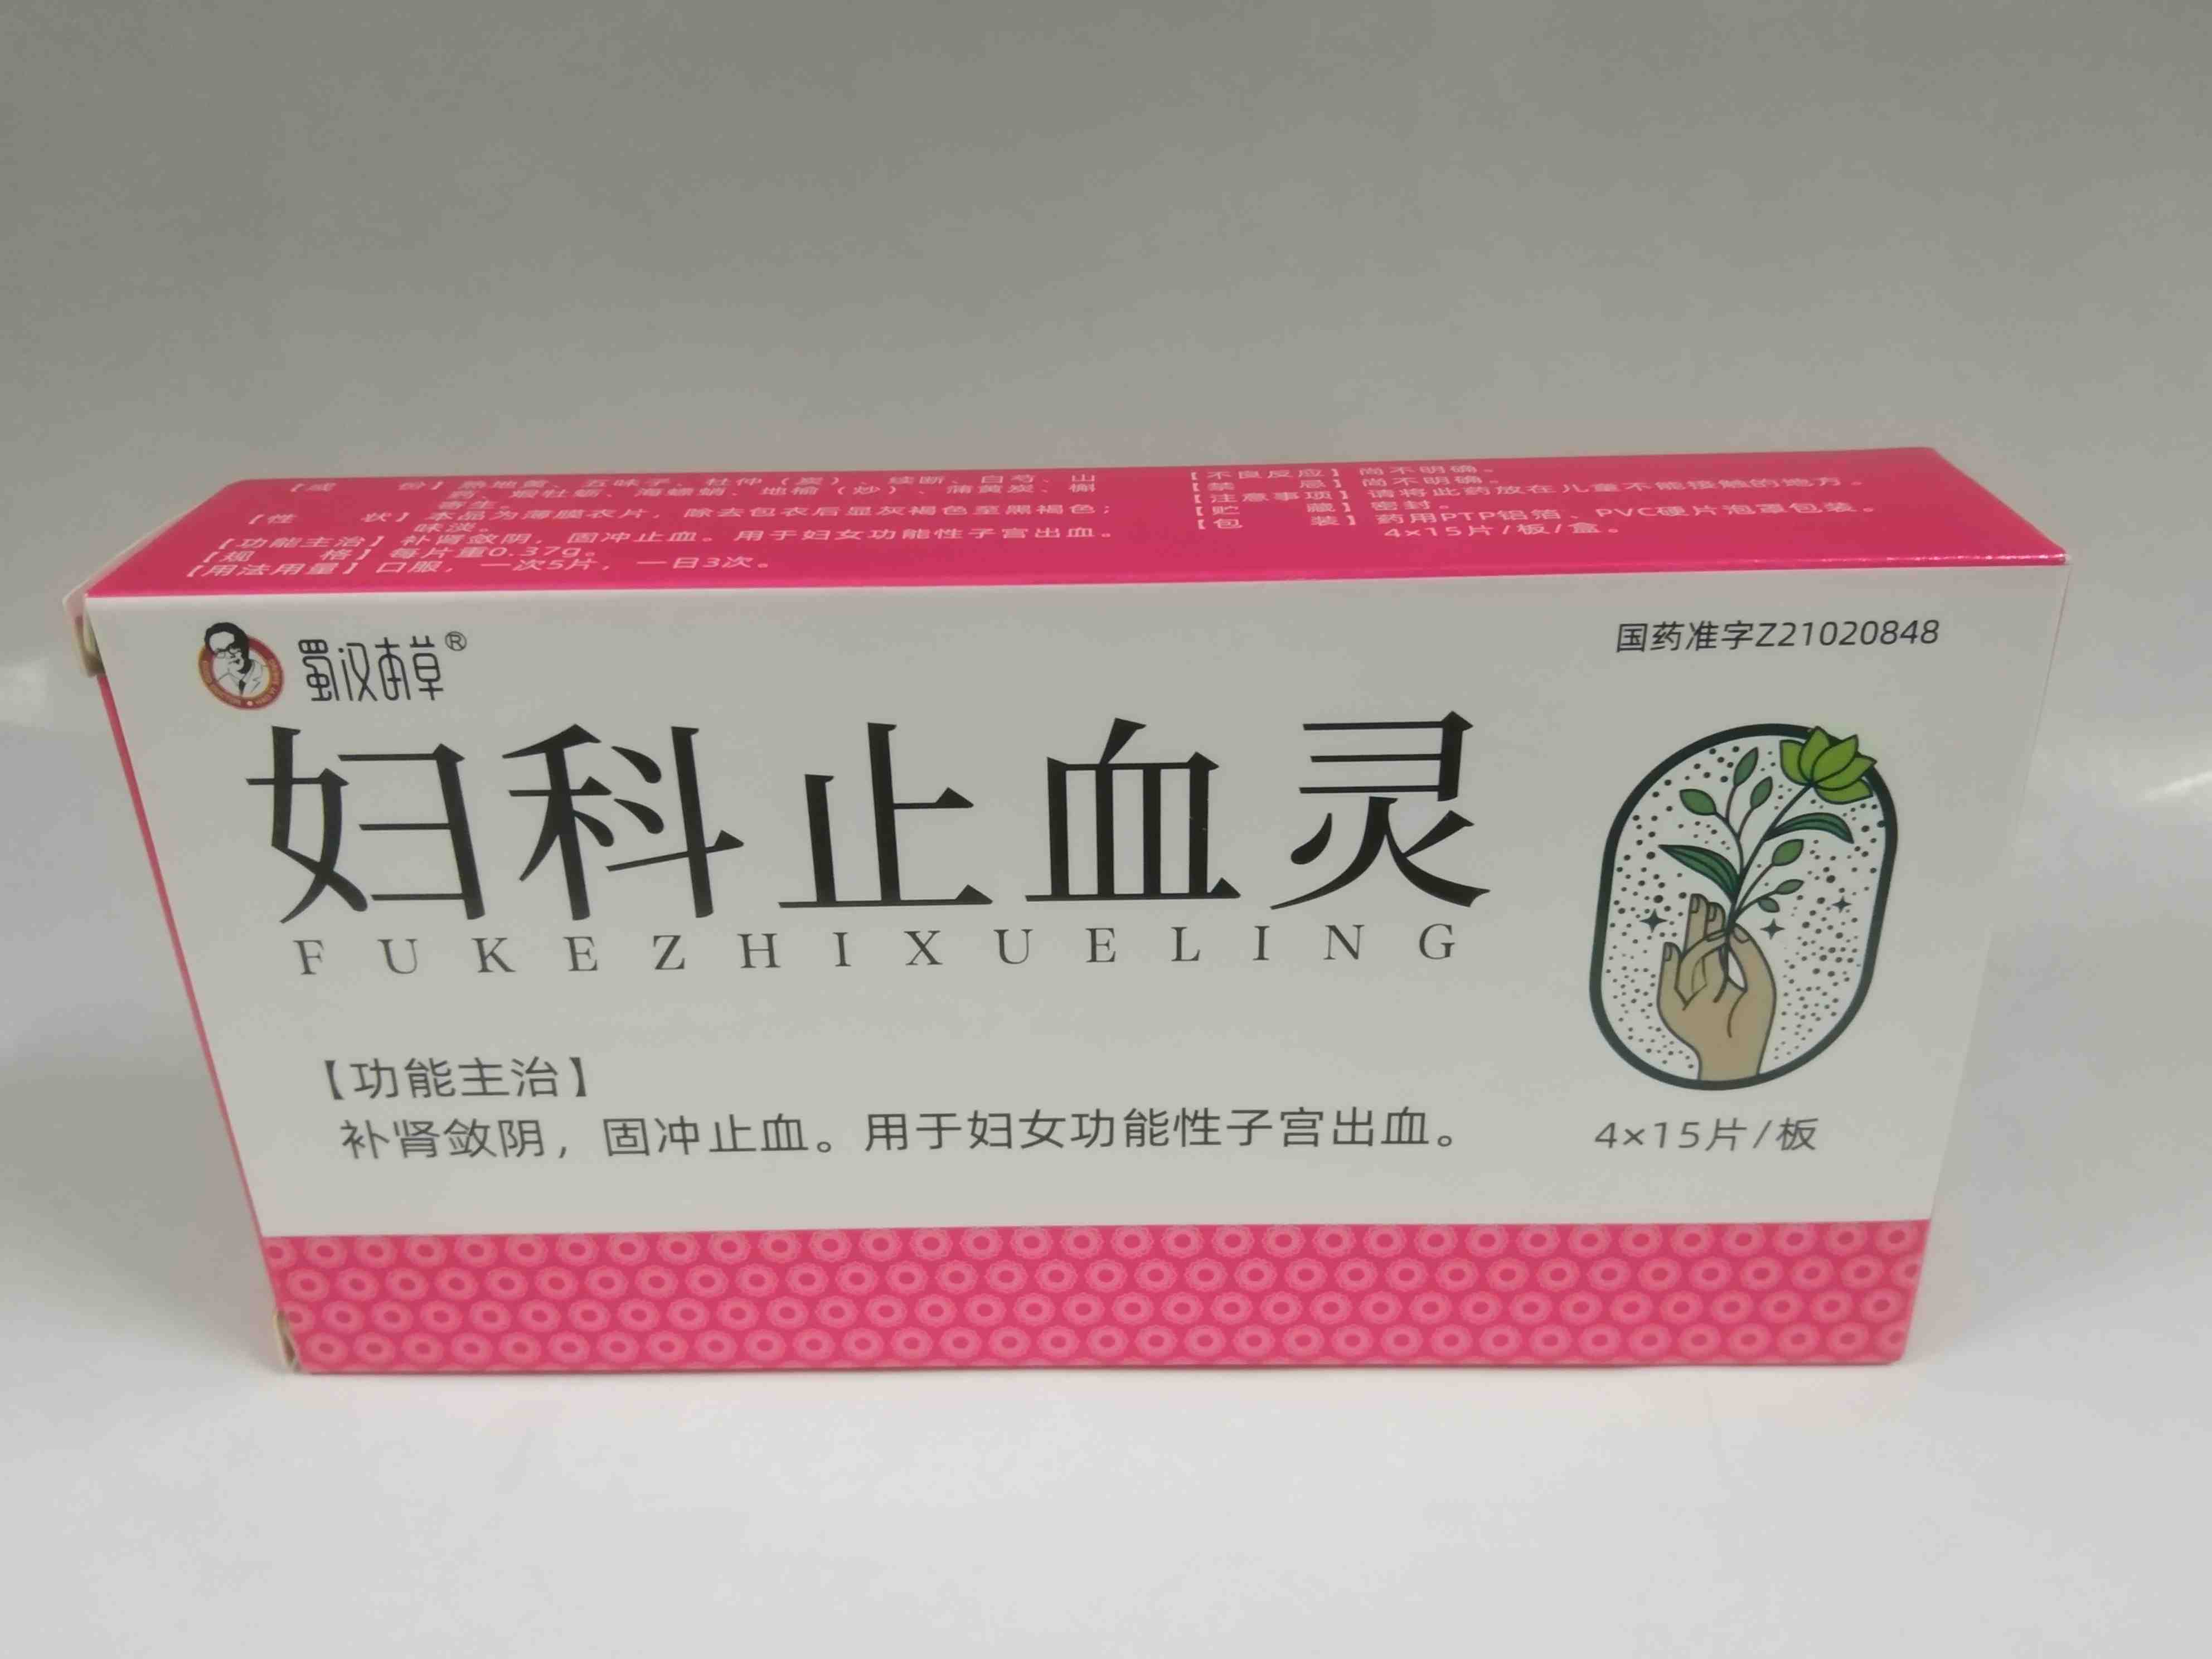 【成 份】熟地黄、五味子、杜仲（炭）、续断、白芍、山
药、煅牡蛎、海螵蛸、地榆（炒）、蒲黄炭、槲
寄生。
【性 状】本品为薄膜衣片，除去包衣后显灰褐色至黑褐色；
味淡。
【功能主治】补肾敛阴，固冲止血。用于妇女功能性子宫出血。
【规 格】每片重0.37g。
【用法用量】口服，一次5片，一日3次。
【不良反应】尚不明确。
【禁 忌】尚不明确。
【注意事项】请将此药放在儿童不能接触的地方。
【贮 藏】密封。
【包 装】药用PTP铝箔、PVC硬片泡罩包装。
4×15片/板/盒。
蜀汉本草®
国药准字Z21020848
妇科止血灵
FUKEZHIXUELING
【功能主治】
补肾敛阴，固冲止血。用于妇女功能性子宫出血。
4×15片/板